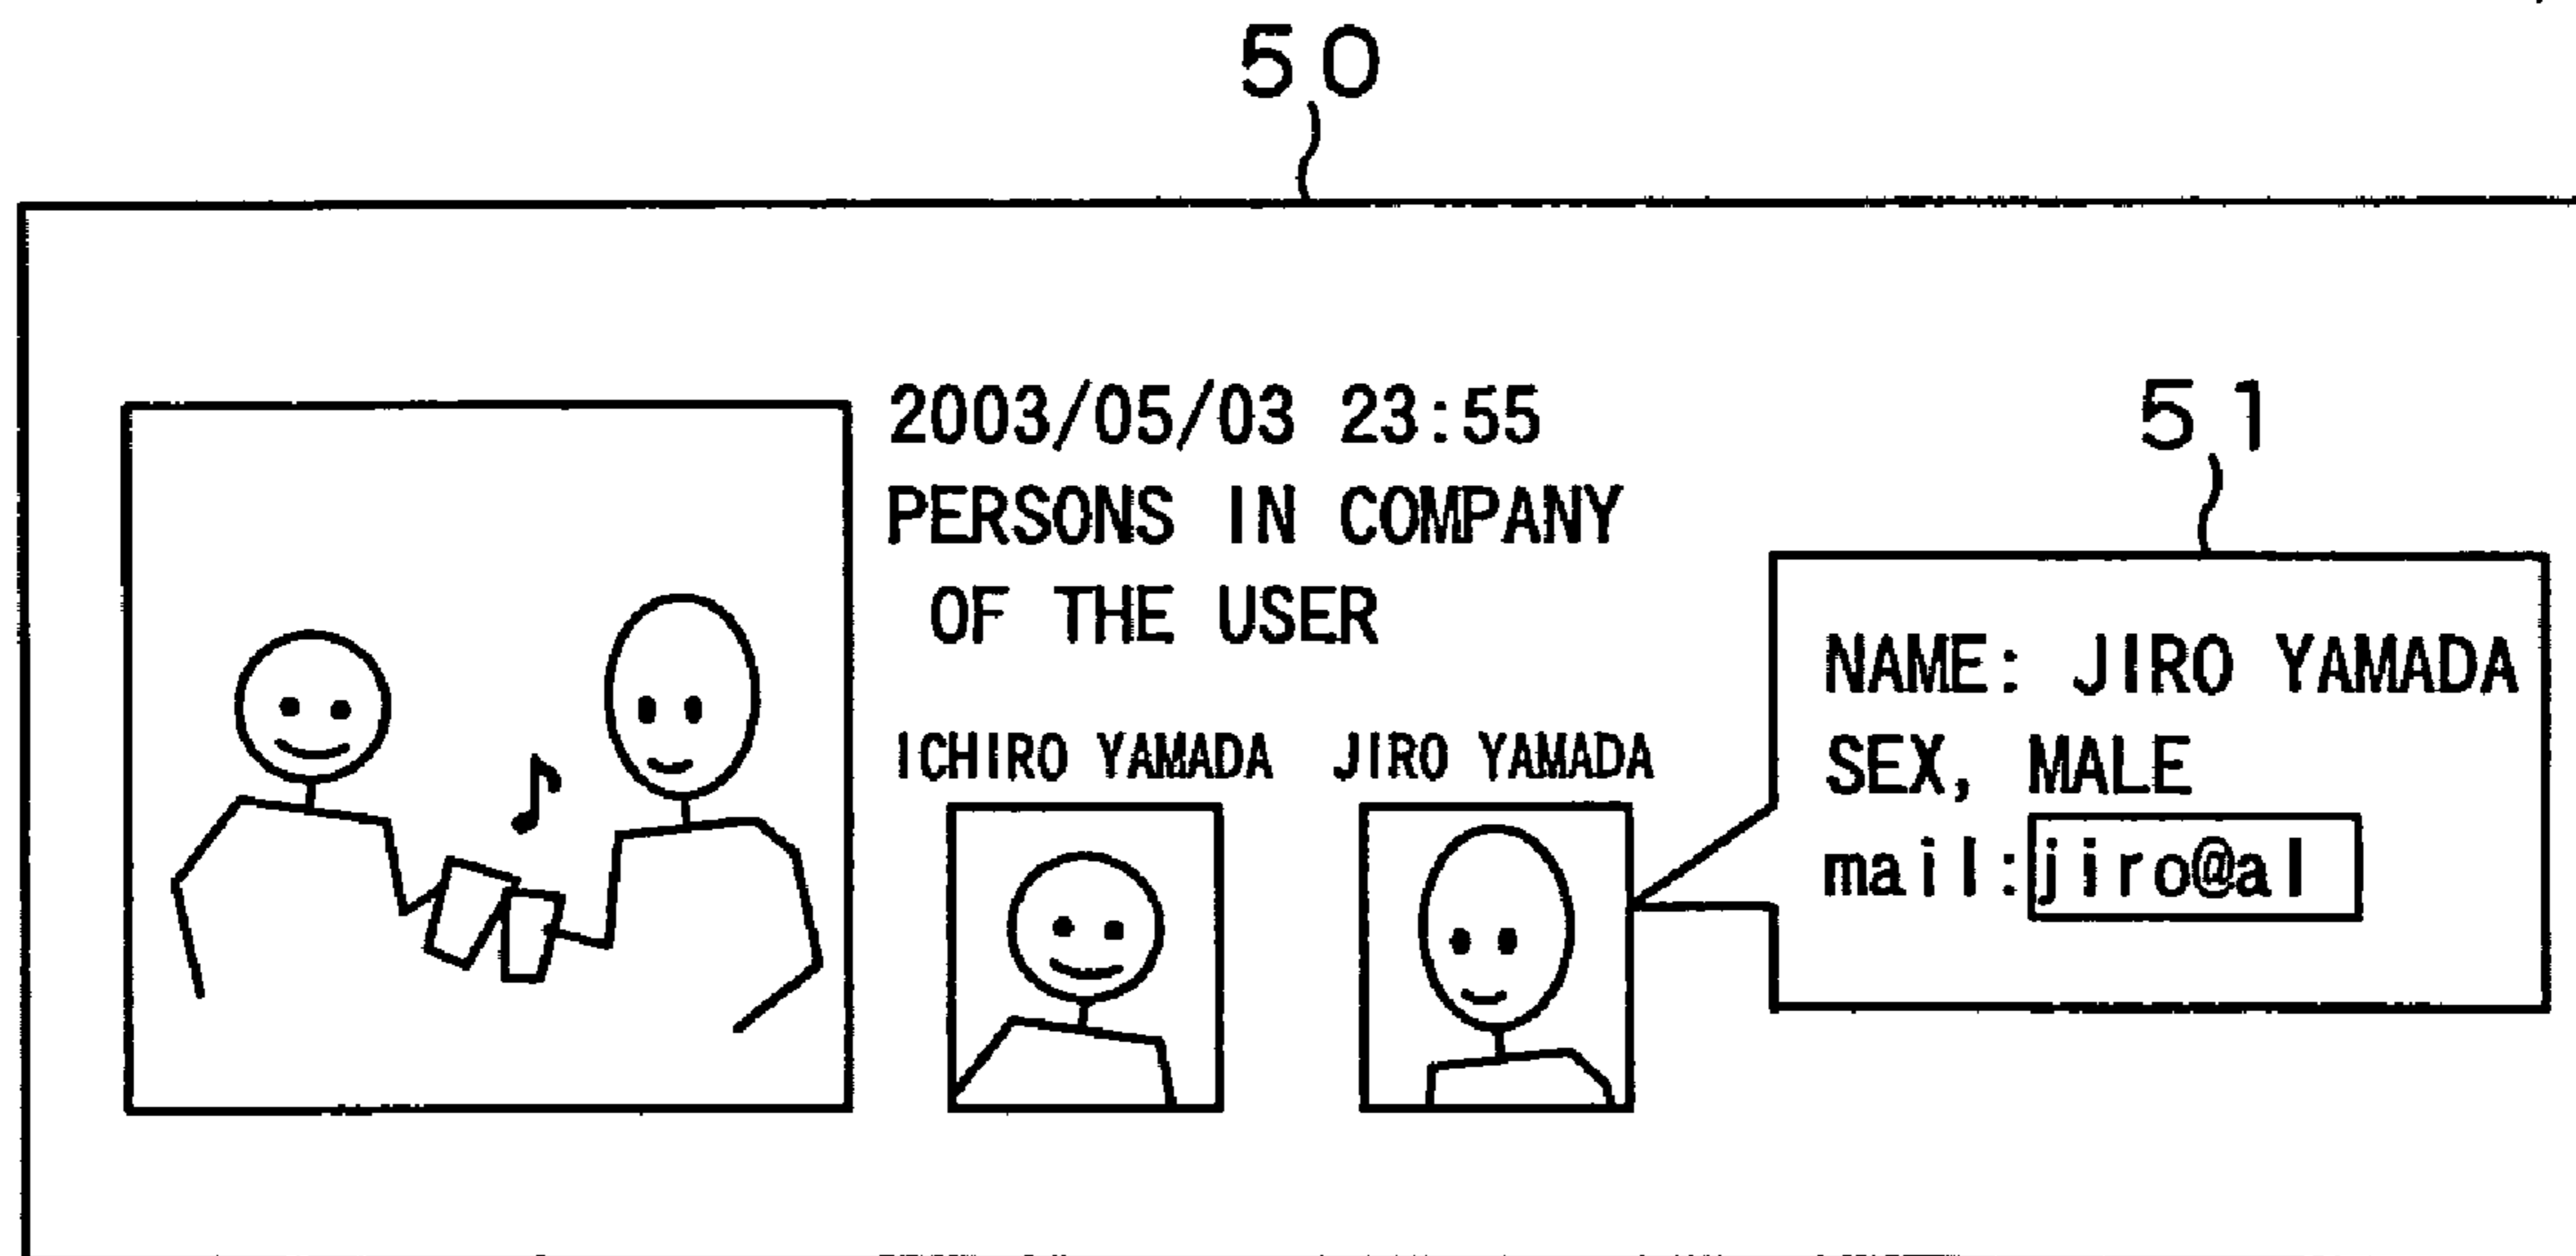 50
2003/05/03 23:55
PERSONS IN COMPANY
OF THE USER
51
ICHIRO YAMADA
JIRO YAMADA
NAME: JIRO YAMADA
SEX, MALE
mail:jiro@al